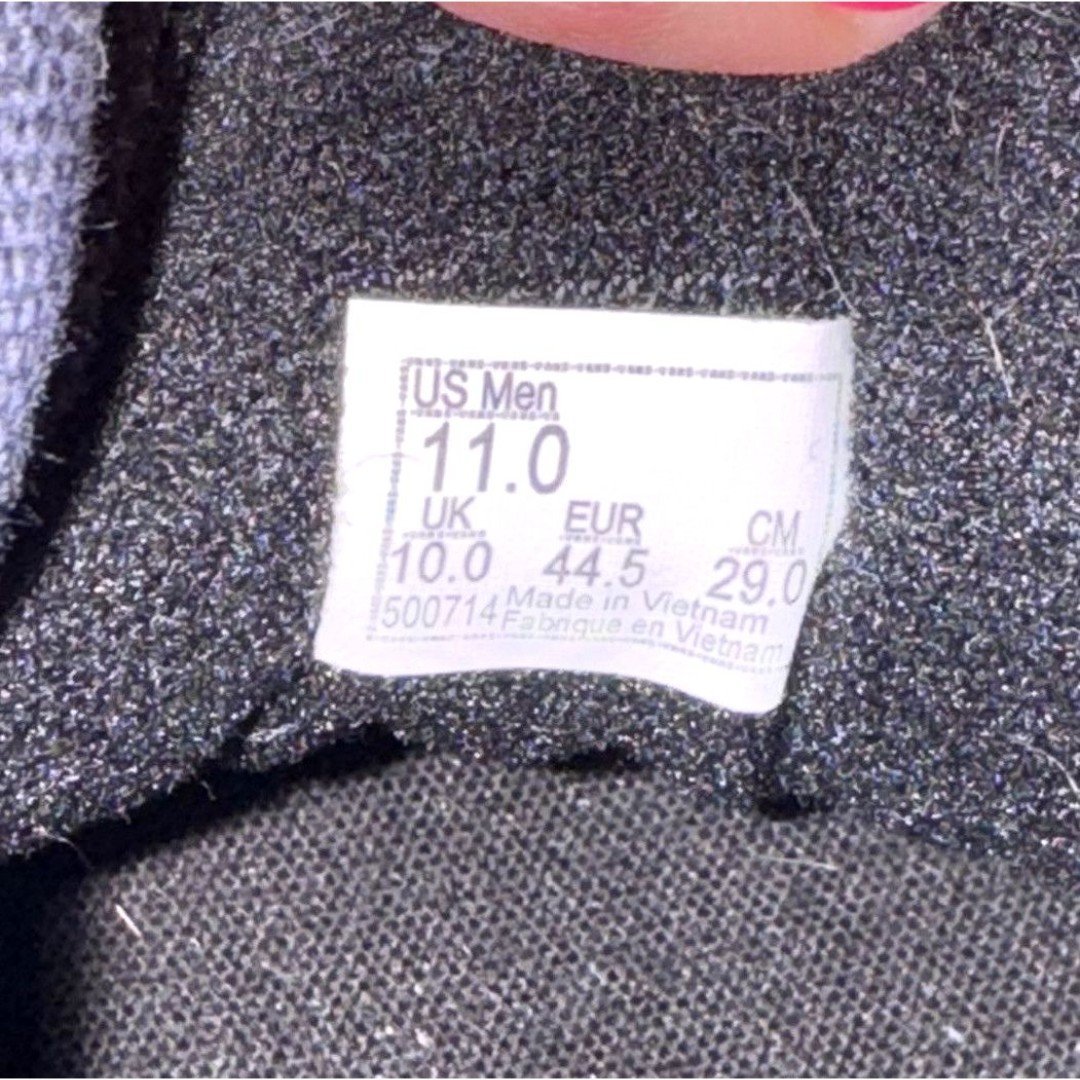 US Men
11.0
UK EUR CM
10.0 44.5 29.0
500714 Made in Vietnam
Fabrique en Vietnam